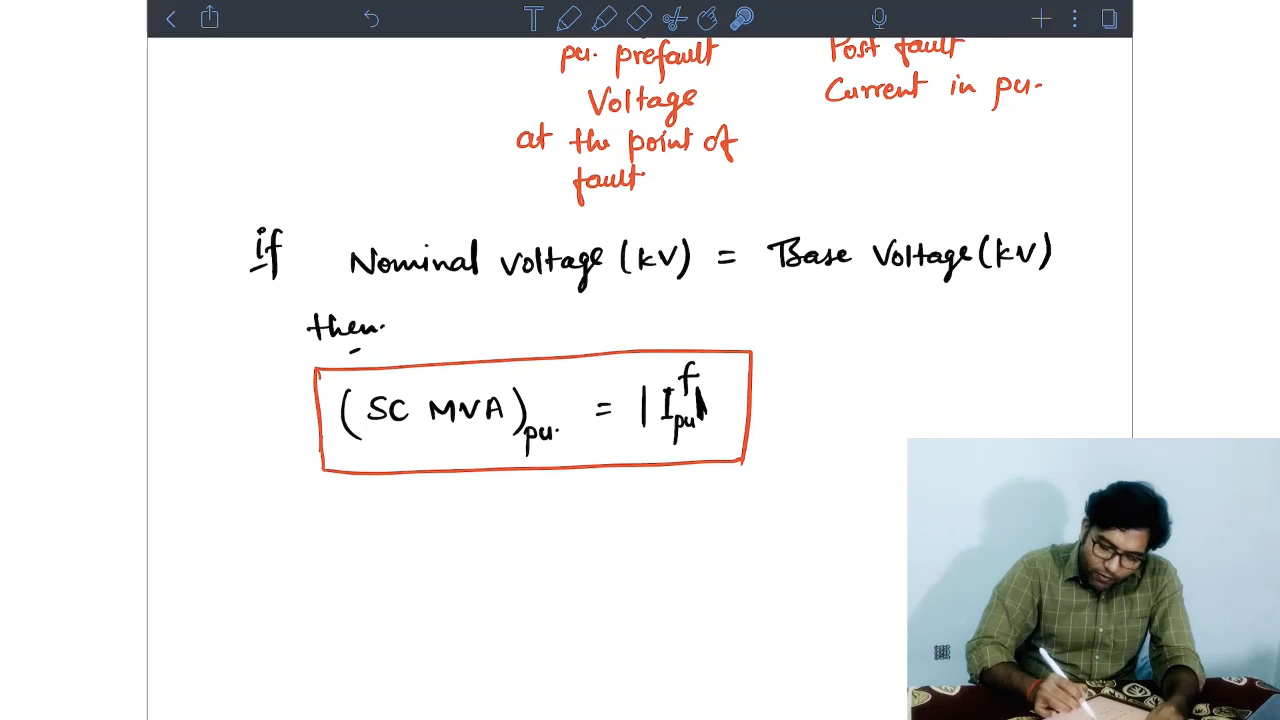 pu. prefault
Voltage
at the point of
fault
Post fault
Current in pu.
if Nominal Voltage (kV) = Base Voltage (kV)
then.
(SC MVA)pu. = |I^f_pu|